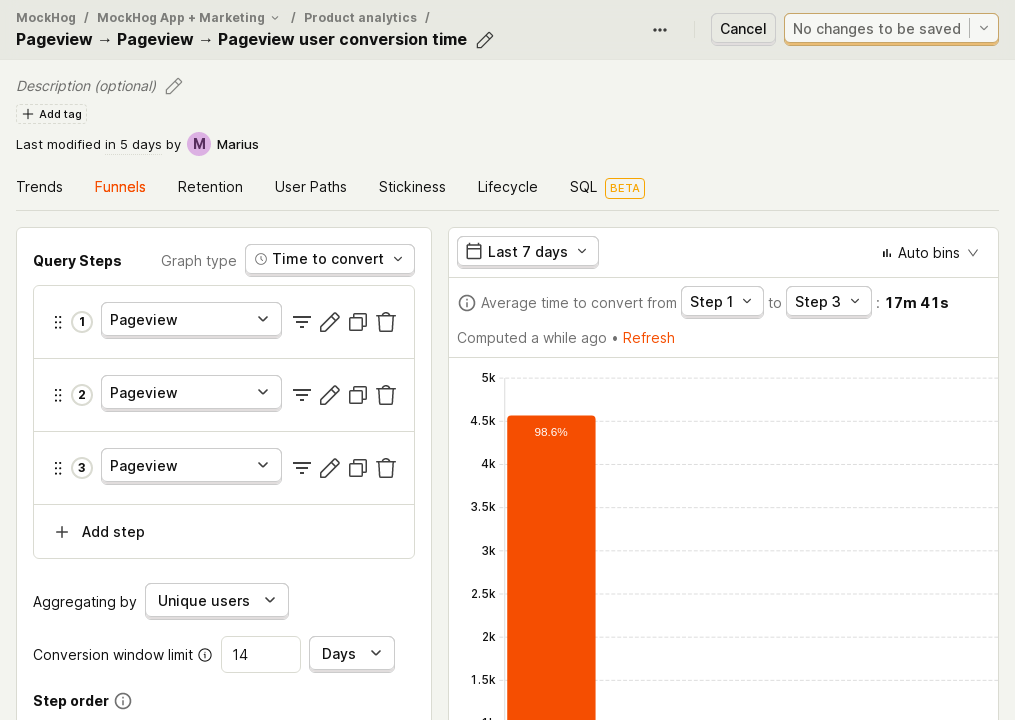 MockHog / MockHog App + Marketing / Product analytics /
Pageview → Pageview → Pageview user conversion time
Cancel
No changes to be saved
Description (optional)
Add tag
Last modified in 5 days by M Marius
Trends Funnels Retention User Paths Stickiness Lifecycle SQL BETA
Query Steps Graph type Time to convert
1 Pageview
2 Pageview
3 Pageview
Add step
Aggregating by Unique users
Conversion window limit 14 Days
Step order
Last 7 days Auto bins
Average time to convert from Step 1 to Step 3 : 17m 41s
Computed a while ago • Refresh
5k
4.5k
98.6%
4k
3.5k
3k
2.5k
2k
1.5k